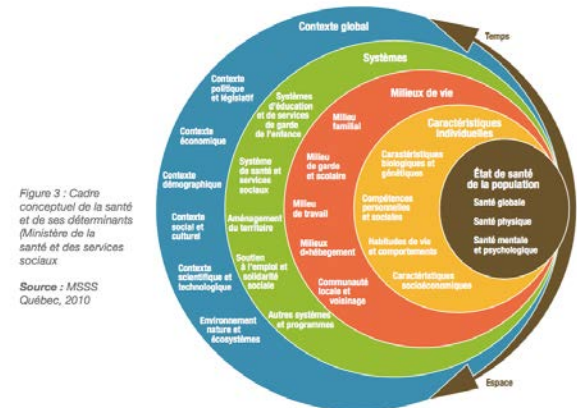 Contexte global
Temps
Systèmes
Contexte
politique
et législatif
Milieux de vie
Systèmes
d'éducation
et de services
de garde
de l'enfance
Milieu
familial
Caractéristiques
individuelles
Contexte
économique
Caractéristiques
biologiques et
génétiques
Milieu
de garde
et scolaire
Système
de santé et
services
sociaux
État de santé
de la population
Santé globale
Santé physique
Santé mentale
et psychologique
Contexte
démographique
Compétences
personnelles
et sociales
Milieu
de travail
Aménagement
du territoire
Contexte
social et
culturel
Habitudes de vie
et comportements
Milieux
d×hébegement
Soutien
à l'emploi et
solidarité
sociale
Contexte
scientifique et
technologique
Caractéristiques
socioéconomiques
Communauté
locale et
voisinage
Autres systèmes
et programmes
Environnement
nature et
écosystèmes
Espace
Figure 3 : Cadre
conceptuel de la santé
et de ses déterminants
(Ministère de la
santé et des services
sociaux
Source : MSSS
Québec, 2010